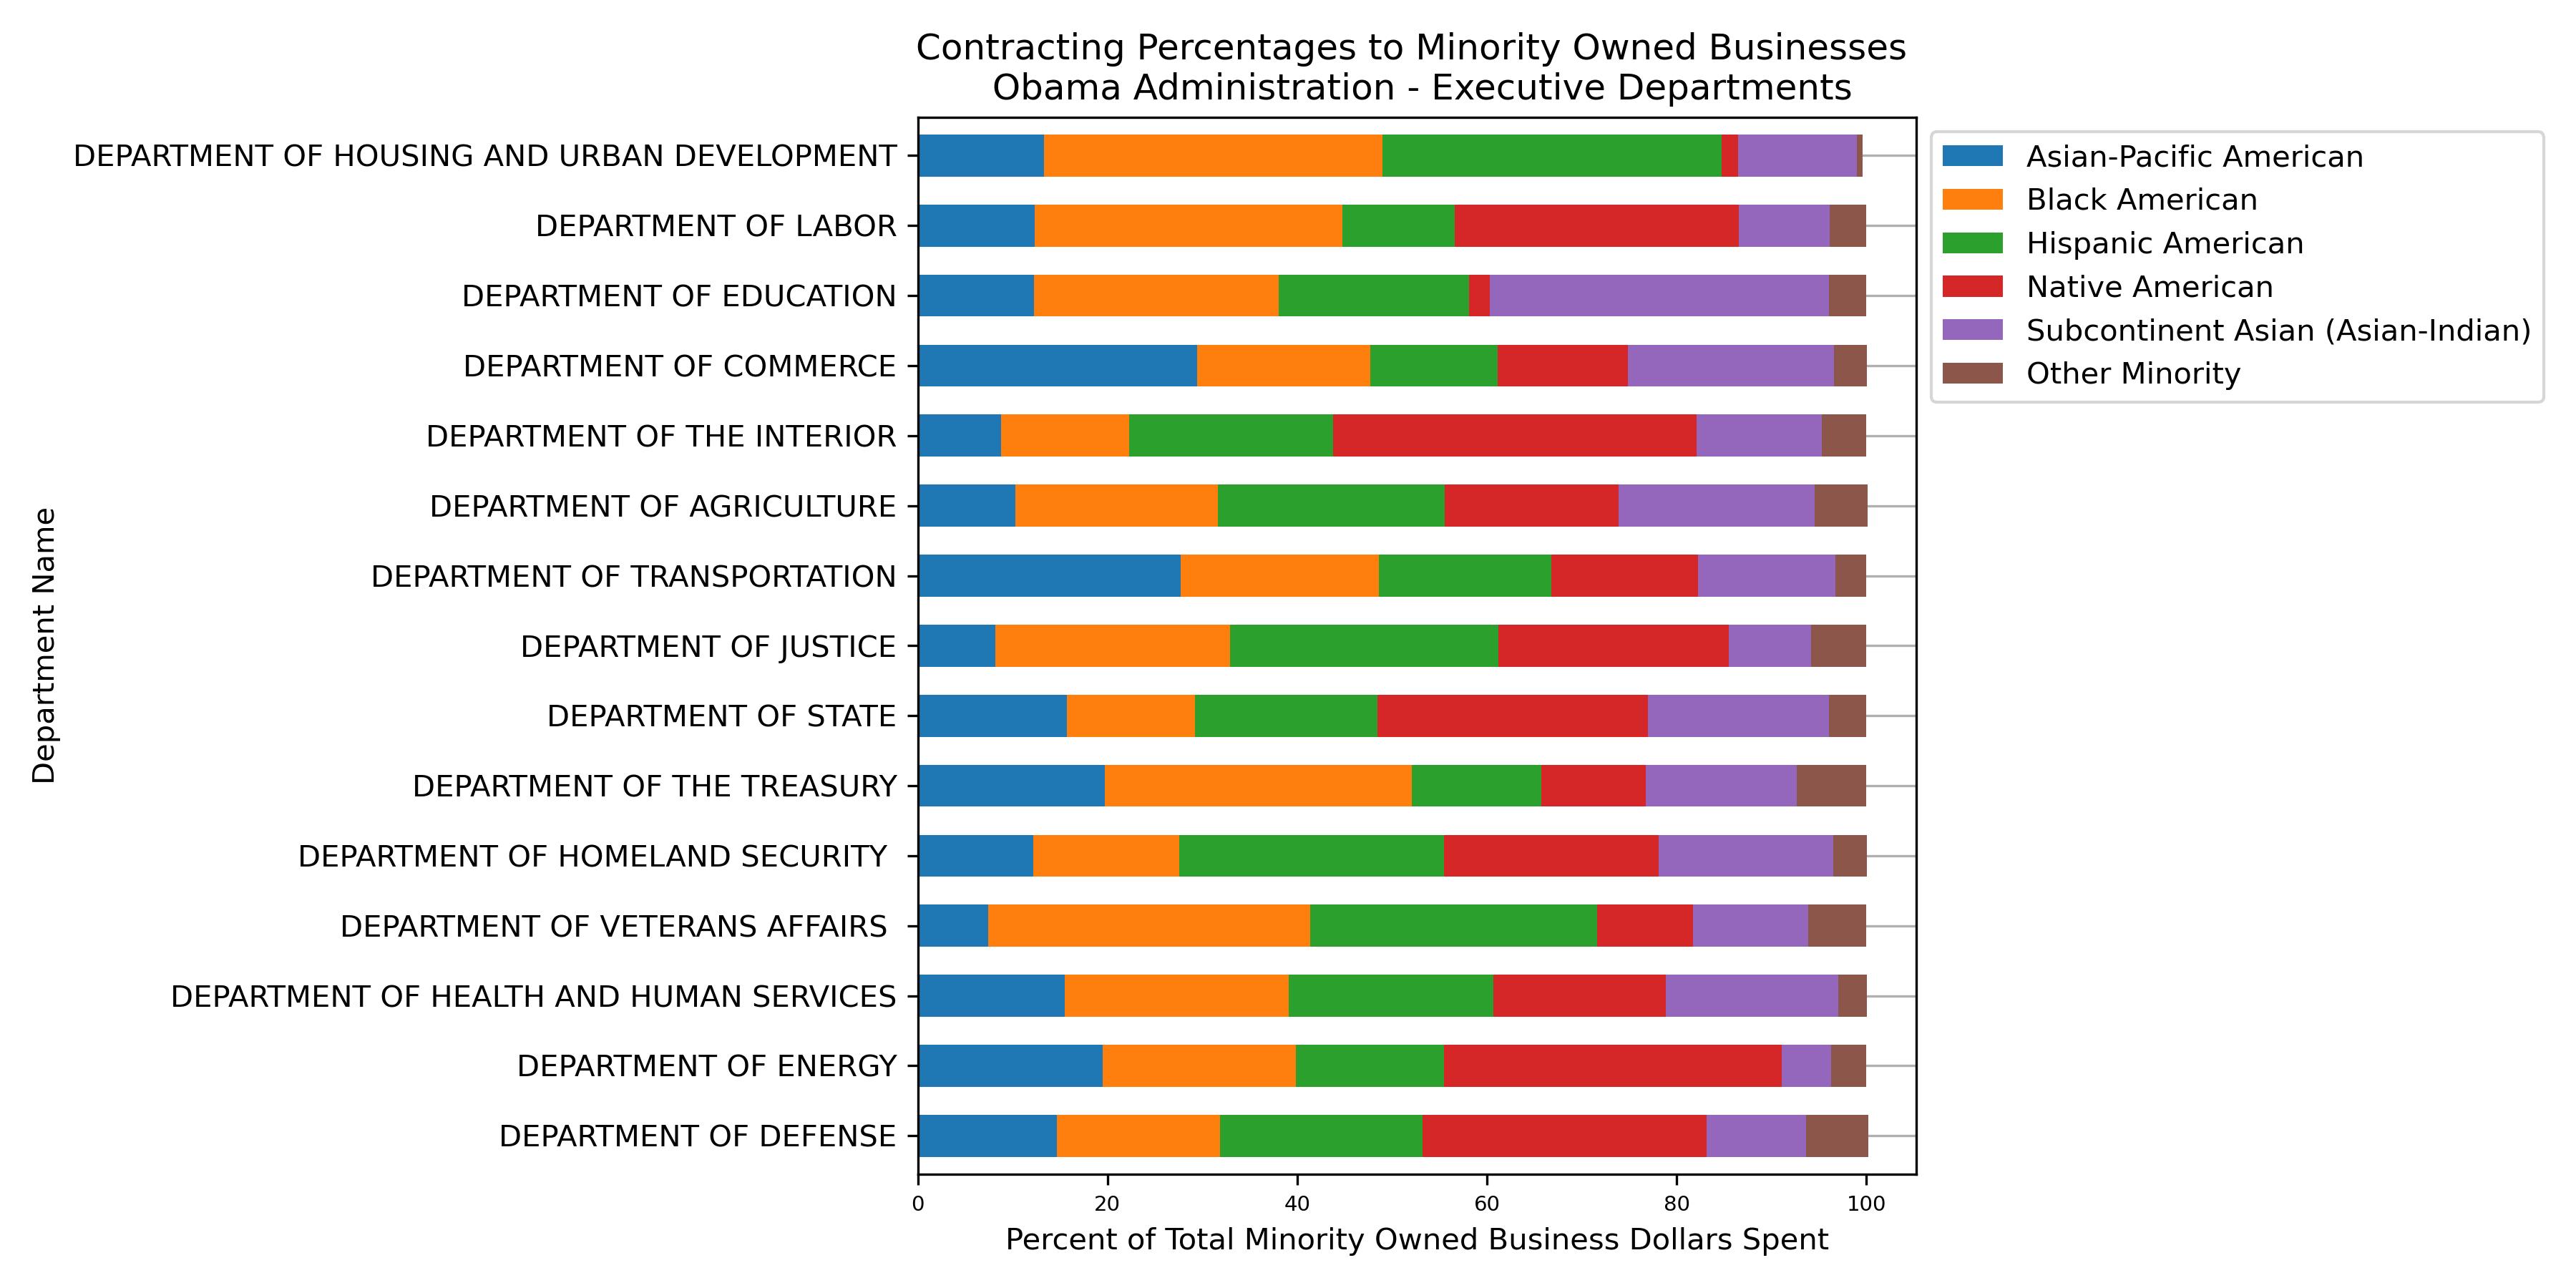 Contracting Percentages to Minority Owned Businesses
Obama Administration - Executive Departments
Department Name
DEPARTMENT OF HOUSING AND URBAN DEVELOPMENT
DEPARTMENT OF LABOR
DEPARTMENT OF EDUCATION
DEPARTMENT OF COMMERCE
DEPARTMENT OF THE INTERIOR
DEPARTMENT OF AGRICULTURE
DEPARTMENT OF TRANSPORTATION
DEPARTMENT OF JUSTICE
DEPARTMENT OF STATE
DEPARTMENT OF THE TREASURY
DEPARTMENT OF HOMELAND SECURITY
DEPARTMENT OF VETERANS AFFAIRS
DEPARTMENT OF HEALTH AND HUMAN SERVICES
DEPARTMENT OF ENERGY
DEPARTMENT OF DEFENSE
0 20 40 60 80 100
Percent of Total Minority Owned Business Dollars Spent
Asian-Pacific American
Black American
Hispanic American
Native American
Subcontinent Asian (Asian-Indian)
Other Minority